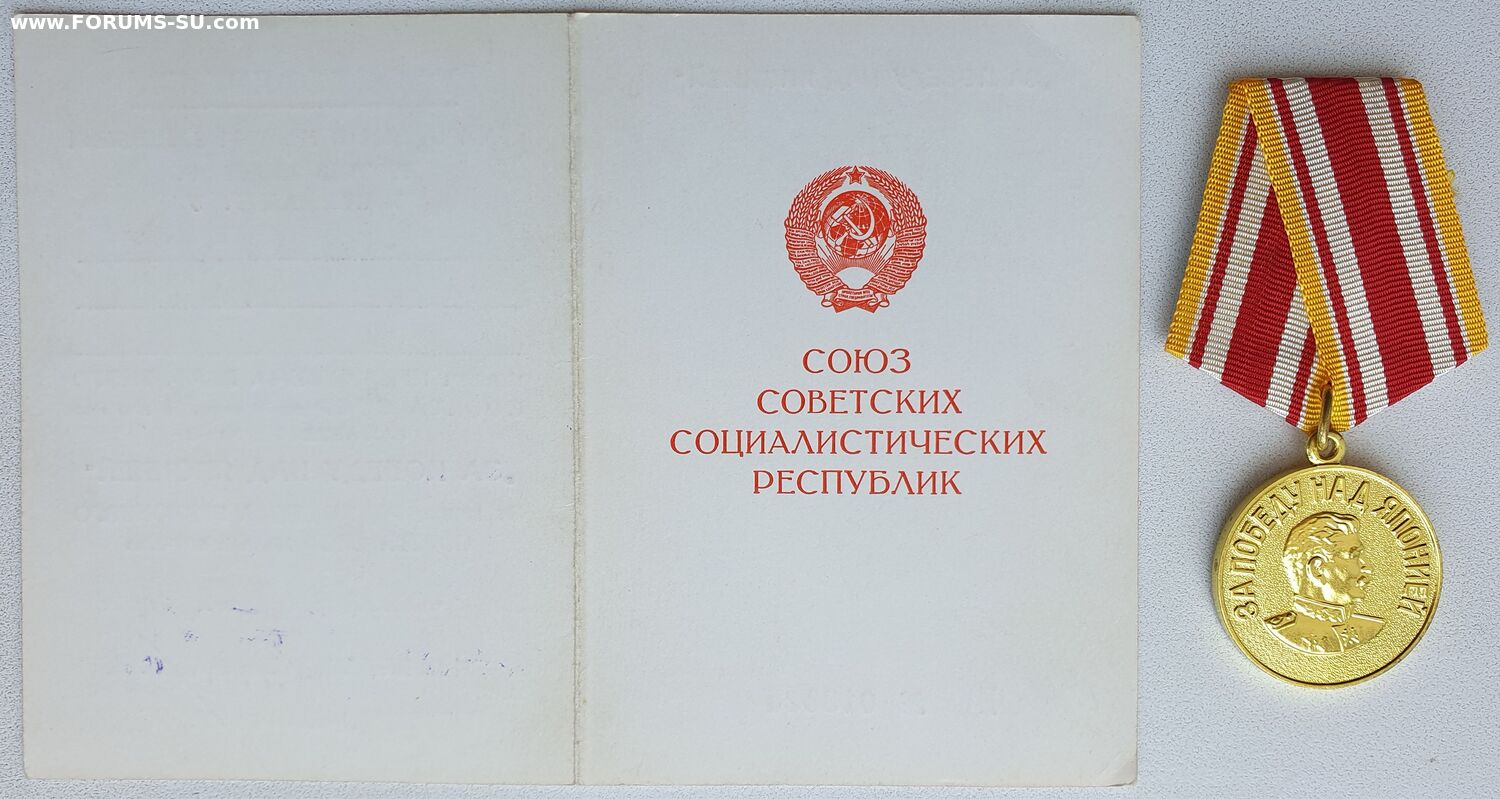 www.FORUMS-SU.com
СОЮЗ
СОВЕТСКИХ
СОЦИАЛИСТИЧЕСКИХ
РЕСПУБЛИК
ЗА ПОБЕДУ НАД ЯПОНИЕЙ